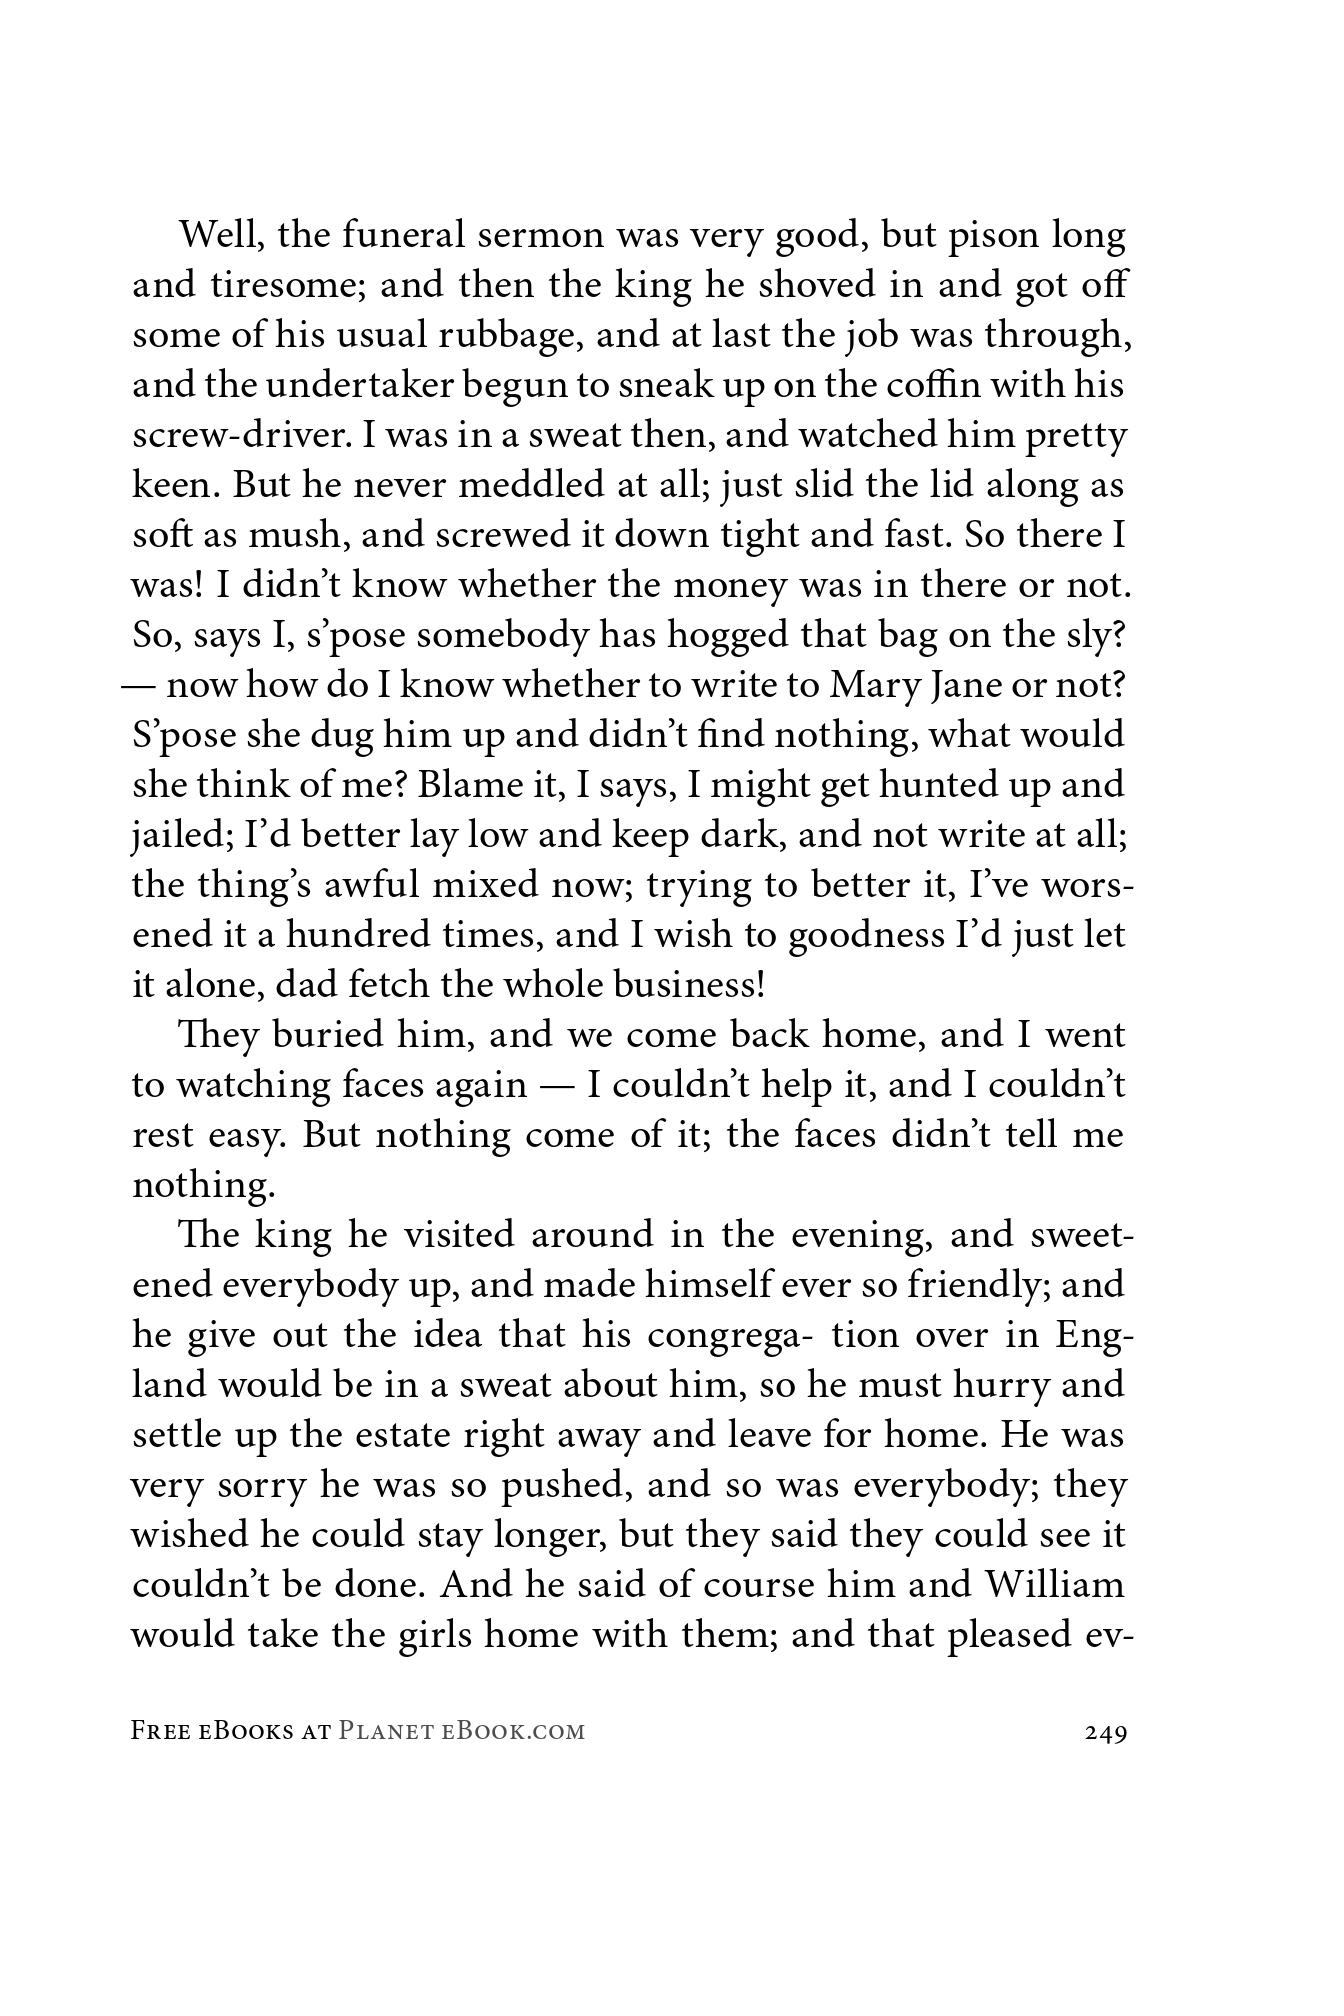 Well, the funeral sermon was very good, but pison long
and tiresome; and then the king he shoved in and got off
some of his usual rubbage, and at last the job was through,
and the undertaker begun to sneak up on the coffin with his
screw-driver. I was in a sweat then, and watched him pretty
keen. But he never meddled at all; just slid the lid along as
soft as mush, and screwed it down tight and fast. So there I
was! I didn’t know whether the money was in there or not.
So, says I, s’pose somebody has hogged that bag on the sly?
— now how do I know whether to write to Mary Jane or not?
S’pose she dug him up and didn’t find nothing, what would
she think of me? Blame it, I says, I might get hunted up and
jailed; I’d better lay low and keep dark, and not write at all;
the thing’s awful mixed now; trying to better it, I’ve wors-
ened it a hundred times, and I wish to goodness I’d just let
it alone, dad fetch the whole business!
They buried him, and we come back home, and I went
to watching faces again — I couldn’t help it, and I couldn’t
rest easy. But nothing come of it; the faces didn’t tell me
nothing.
The king he visited around in the evening, and sweet-
ened everybody up, and made himself ever so friendly; and
he give out the idea that his congrega- tion over in Eng-
land would be in a sweat about him, so he must hurry and
settle up the estate right away and leave for home. He was
very sorry he was so pushed, and so was everybody; they
wished he could stay longer, but they said they could see it
couldn’t be done. And he said of course him and William
would take the girls home with them; and that pleased ev-
Free eBooks at Planet eBook.com 249